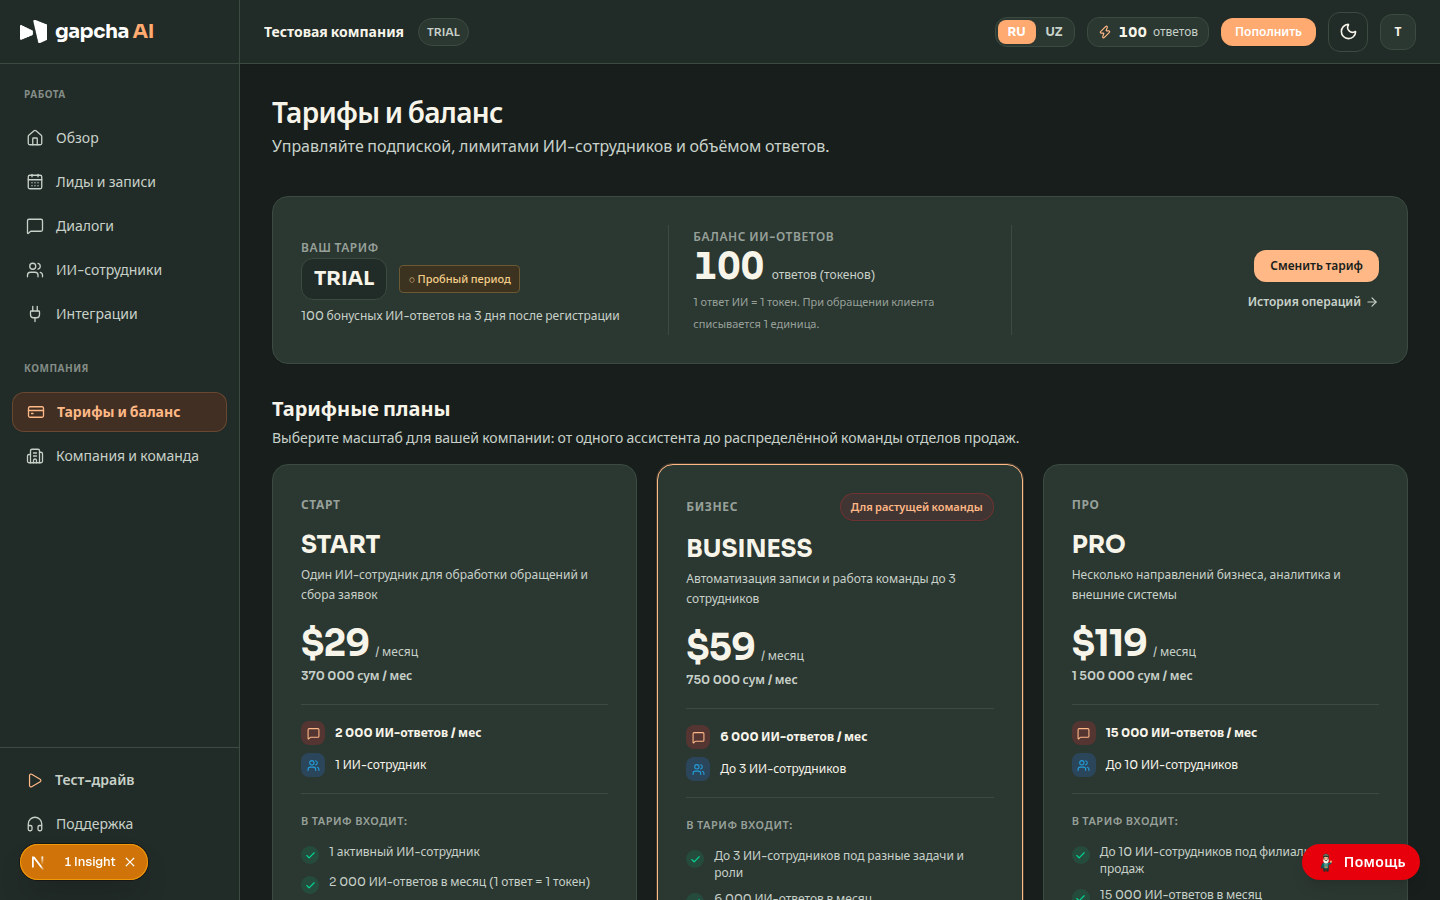 gapcha AI
Тестовая компания
TRIAL
RU
UZ
100 ответов
Пополнить
T
РАБОТА
Обзор
Лиды и записи
Диалоги
ИИ-сотрудники
Интеграции
КОМПАНИЯ
Тарифы и баланс
Компания и команда
Тест-драйв
Поддержка
1 Insight
Тарифы и баланс
Управляйте подпиской, лимитами ИИ-сотрудников и объёмом ответов.
ВАШ ТАРИФ
TRIAL
Пробный период
100 бонусных ИИ-ответов на 3 дня после регистрации
БАЛАНС ИИ-ОТВЕТОВ
100 ответов (токенов)
1 ответ ИИ = 1 токен. При обращении клиента
списывается 1 единица.
Сменить тариф
История операций →
Тарифные планы
Выберите масштаб для вашей компании: от одного ассистента до распределённой команды отделов продаж.
СТАРТ
START
Один ИИ-сотрудник для обработки обращений и
сбора заявок
$29 / месяц
370 000 сум / мес
2 000 ИИ-ответов / мес
1 ИИ-сотрудник
В ТАРИФ ВХОДИТ:
1 активный ИИ-сотрудник
2 000 ИИ-ответов в месяц (1 ответ = 1 токен)
БИЗНЕС
Для растущей команды
BUSINESS
Автоматизация записи и работа команды до 3
сотрудников
$59 / месяц
750 000 сум / мес
6 000 ИИ-ответов / мес
До 3 ИИ-сотрудников
В ТАРИФ ВХОДИТ:
До 3 ИИ-сотрудников под разные задачи и
роли
6 000 ИИ-ответов в месяц
ПРО
PRO
Несколько направлений бизнеса, аналитика и
внешние системы
$119 / месяц
1 500 000 сум / мес
15 000 ИИ-ответов / мес
До 10 ИИ-сотрудников
В ТАРИФ ВХОДИТ:
До 10 ИИ-сотрудников под
продаж
15 000 ИИ-ответов в месяц
Помощь